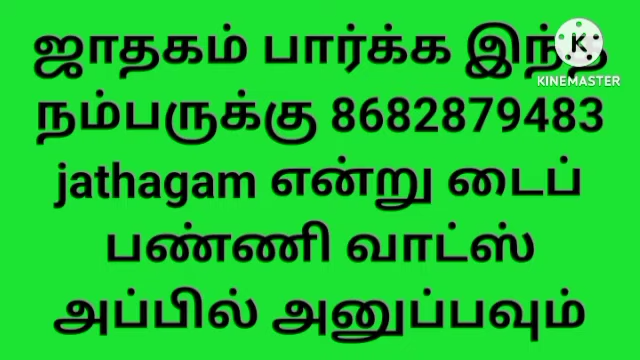 ஜாதகம் பார்க்க இந்த
நம்பருக்கு 8682879483
jathagam என்று டைப்
பண்ணி வாட்ஸ்
அப்பில் அனுப்பவும்
K
KINEMASTER